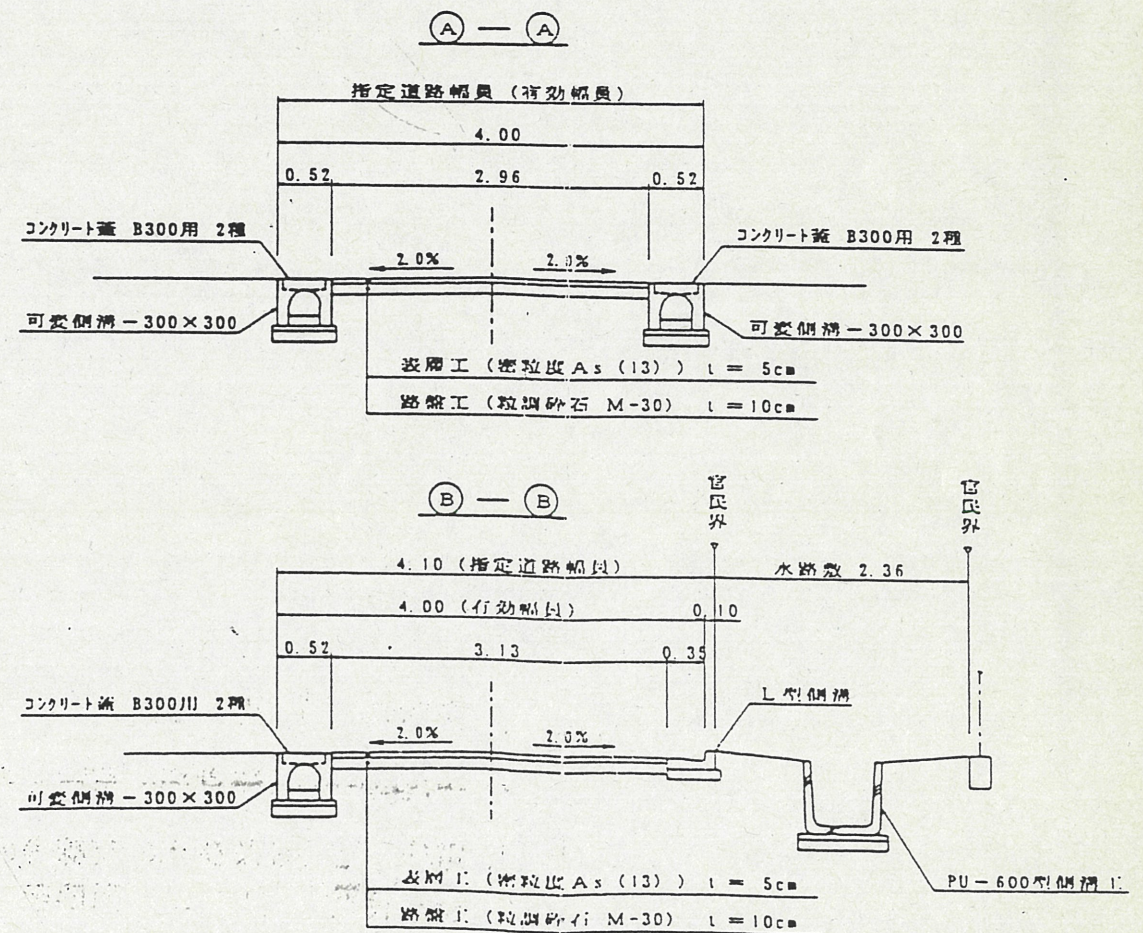 A — A
指定道路幅員（有効幅員）
4.00
0.52 2.96 0.52
コンクリート蓋 B300用 2種
コンクリート蓋 B300用 2種
2.0% 2.0%
可変側溝－300×300
可変側溝－300×300
表層工（密粒度As（13）） t＝ 5cm
路盤工（粒調砕石 M-30） t＝10cm
B — B
官民界
官民界
4.10（指定道路幅員）
水路敷 2.36
4.00（有効幅員）
0.10
0.52 3.13 0.35
コンクリート蓋 B300用 2種
L型側溝
2.0% 2.0%
可変側溝－300×300
表層工（密粒度As（13）） t＝ 5cm
PU－600型側溝工
路盤工（粒調砕石 M-30） t＝10cm